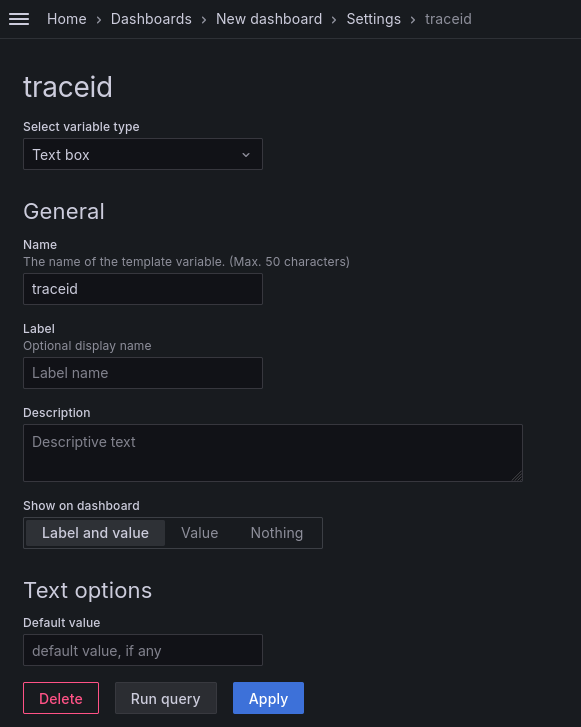 Home › Dashboards › New dashboard › Settings › traceid
traceid
Select variable type
Text box
General
Name
The name of the template variable. (Max. 50 characters)
traceid
Label
Optional display name
Label name
Description
Descriptive text
Show on dashboard
Label and value Value Nothing
Text options
Default value
default value, if any
Delete Run query Apply